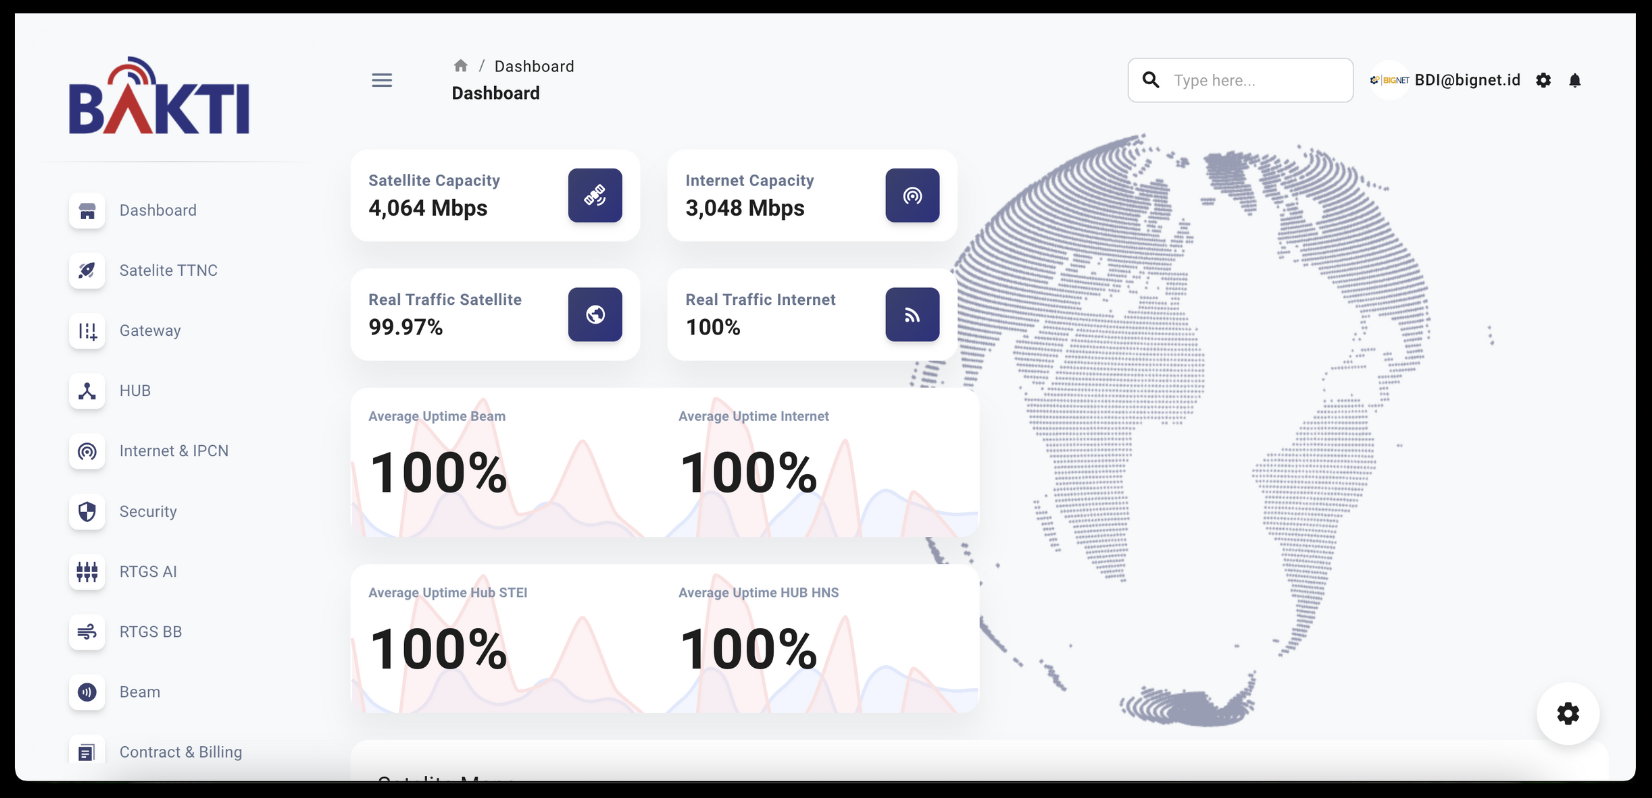 BAKTI
/ Dashboard
Dashboard
Type here...
BIGNET
BDI@bignet.id
Dashboard
Satelite TTNC
Gateway
HUB
Internet & IPCN
Security
RTGS AI
RTGS BB
Beam
Contract & Billing
Satellite Capacity
4,064 Mbps
Internet Capacity
3,048 Mbps
Real Traffic Satellite
99.97%
Real Traffic Internet
100%
Average Uptime Beam
100%
Average Uptime Internet
100%
Average Uptime Hub STEI
100%
Average Uptime HUB HNS
100%
Satelite Maps